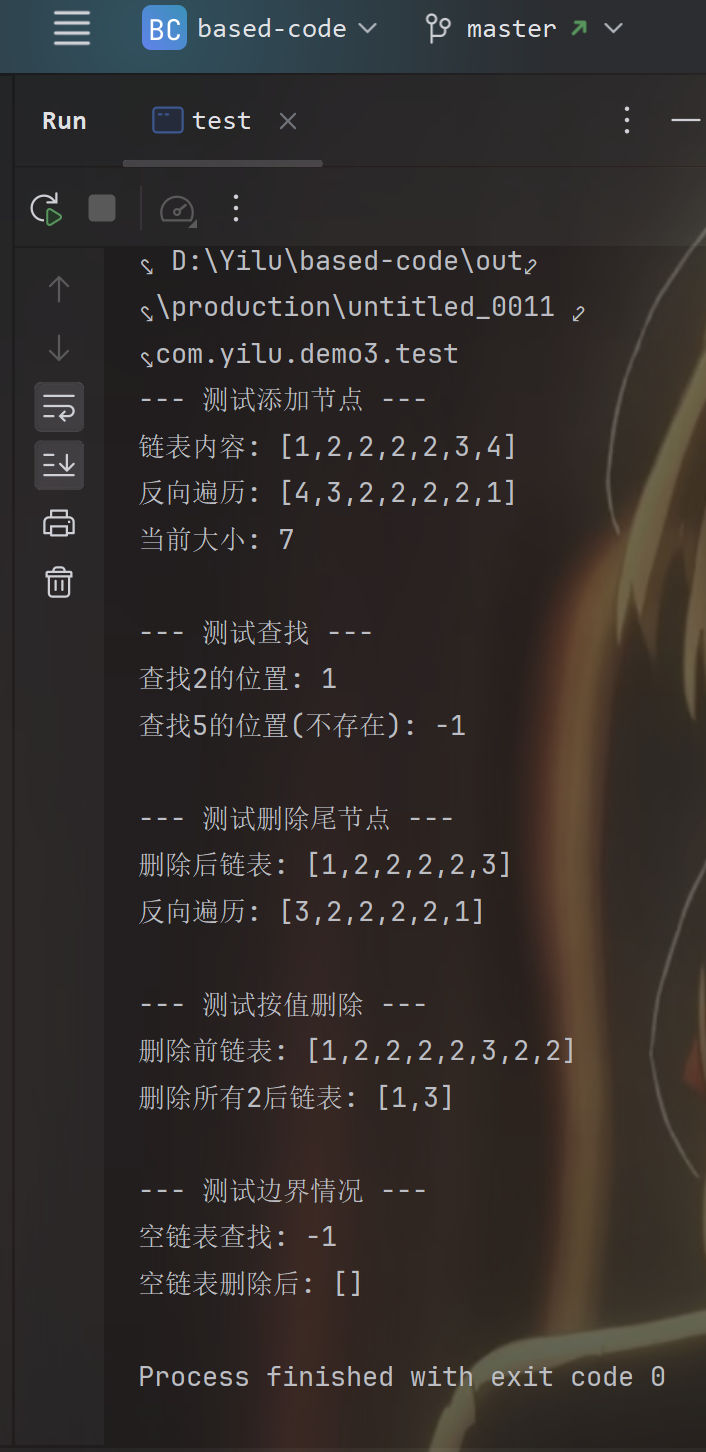 BC based-code master
Run test
D:\Yilu\based-code\out
\production\untitled_0011
com.yilu.demo3.test
--- 测试添加节点 ---
链表内容: [1,2,2,2,2,3,4]
反向遍历: [4,3,2,2,2,2,1]
当前大小: 7
--- 测试查找 ---
查找2的位置: 1
查找5的位置(不存在): -1
--- 测试删除尾节点 ---
删除后链表: [1,2,2,2,2,3]
反向遍历: [3,2,2,2,2,1]
--- 测试按值删除 ---
删除前链表: [1,2,2,2,2,3,2,2]
删除所有2后链表: [1,3]
--- 测试边界情况 ---
空链表查找: -1
空链表删除后: []
Process finished with exit code 0